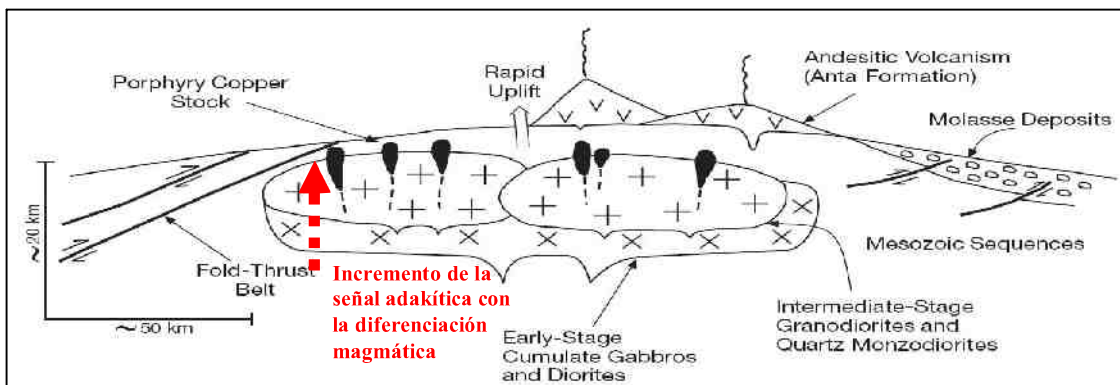 Porphyry Copper
Stock
Rapid
Uplift
Andesitic Volcanism
(Anta Formation)
Molasse Deposits
~20 km
~50 km
Fold-Thrust
Belt
Incremento de la
señal adakítica con
la diferenciación
magmática
Early-Stage
Cumulate Gabbros
and Diorites
Mesozoic Sequences
Intermediate-Stage
Granodiorites and
Quartz Monzodiorites